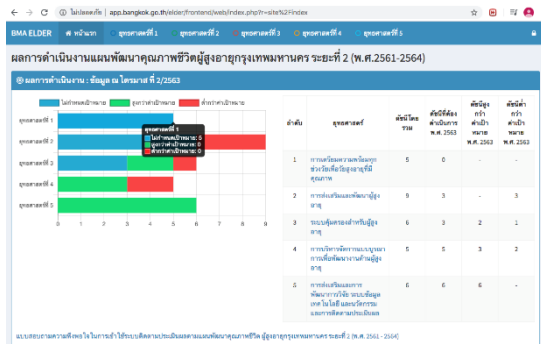 ไม่ปลอดภัย | app.bangkok.go.th/elder/frontend/web/index.php?r=site%2Findex
BMA ELDER หน้าแรก ยุทธศาสตร์ที่ 1 ยุทธศาสตร์ที่ 2 ยุทธศาสตร์ที่ 3 ยุทธศาสตร์ที่ 4 ยุทธศาสตร์ที่ 5
ผลการดำเนินงานแผนพัฒนาคุณภาพชีวิตผู้สูงอายุกรุงเทพมหานคร ระยะที่ 2 (พ.ศ.2561-2564)
ผลการดำเนินงาน : ข้อมูล ณ ไตรมาส ที่ 2/2563
ไม่กำหนดเป้าหมาย สูงกว่าค่าเป้าหมาย ต่ำกว่าค่าเป้าหมาย
ยุทธศาสตร์ที่ 1
ยุทธศาสตร์ที่ 2
ยุทธศาสตร์ที่ 3
ยุทธศาสตร์ที่ 4
ยุทธศาสตร์ที่ 5
0 1 2 3 4 5 6 7 8 9
ยุทธศาสตร์ที่ 1
ไม่กำหนดเป้าหมาย: 5
สูงกว่าค่าเป้าหมาย: 0
ต่ำกว่าค่าเป้าหมาย: 0
ลำดับ ยุทธศาสตร์ ดัชนีโดยรวม ดัชนีที่ต้องดำเนินการ พ.ศ. 2563 ดัชนีสูงกว่าค่าเป้าหมาย พ.ศ. 2563 ดัชนีต่ำกว่าค่าเป้าหมาย พ.ศ. 2563
1 การเตรียมความพร้อมทุก 5 0 - -
ช่วงวัยเพื่อวัยสูงอายุที่มี
คุณภาพ
2 การส่งเสริมและพัฒนาผู้สูง 9 3 - 3
อายุ
3 ระบบคุ้มครองสำหรับผู้สูง 6 3 2 1
อายุ
4 การบริหารจัดการแบบบูรณา 5 5 3 2
การเพื่อพัฒนางานด้านผู้สูง
อายุ
5 การส่งเสริมและการ 6 6 6 -
พัฒนาการวิจัย ระบบข้อมูล
เทคโนโลยี และนวัตกรรม
และการติดตามประเมินผล
แบบสอบถามความพึงพอใจในการเข้าใช้ระบบติดตามประเมินผลตามแผนพัฒนาคุณภาพชีวิต ผู้สูงอายุกรุงเทพมหานคร ระยะที่ 2 (พ.ศ. 2561 - 2564)